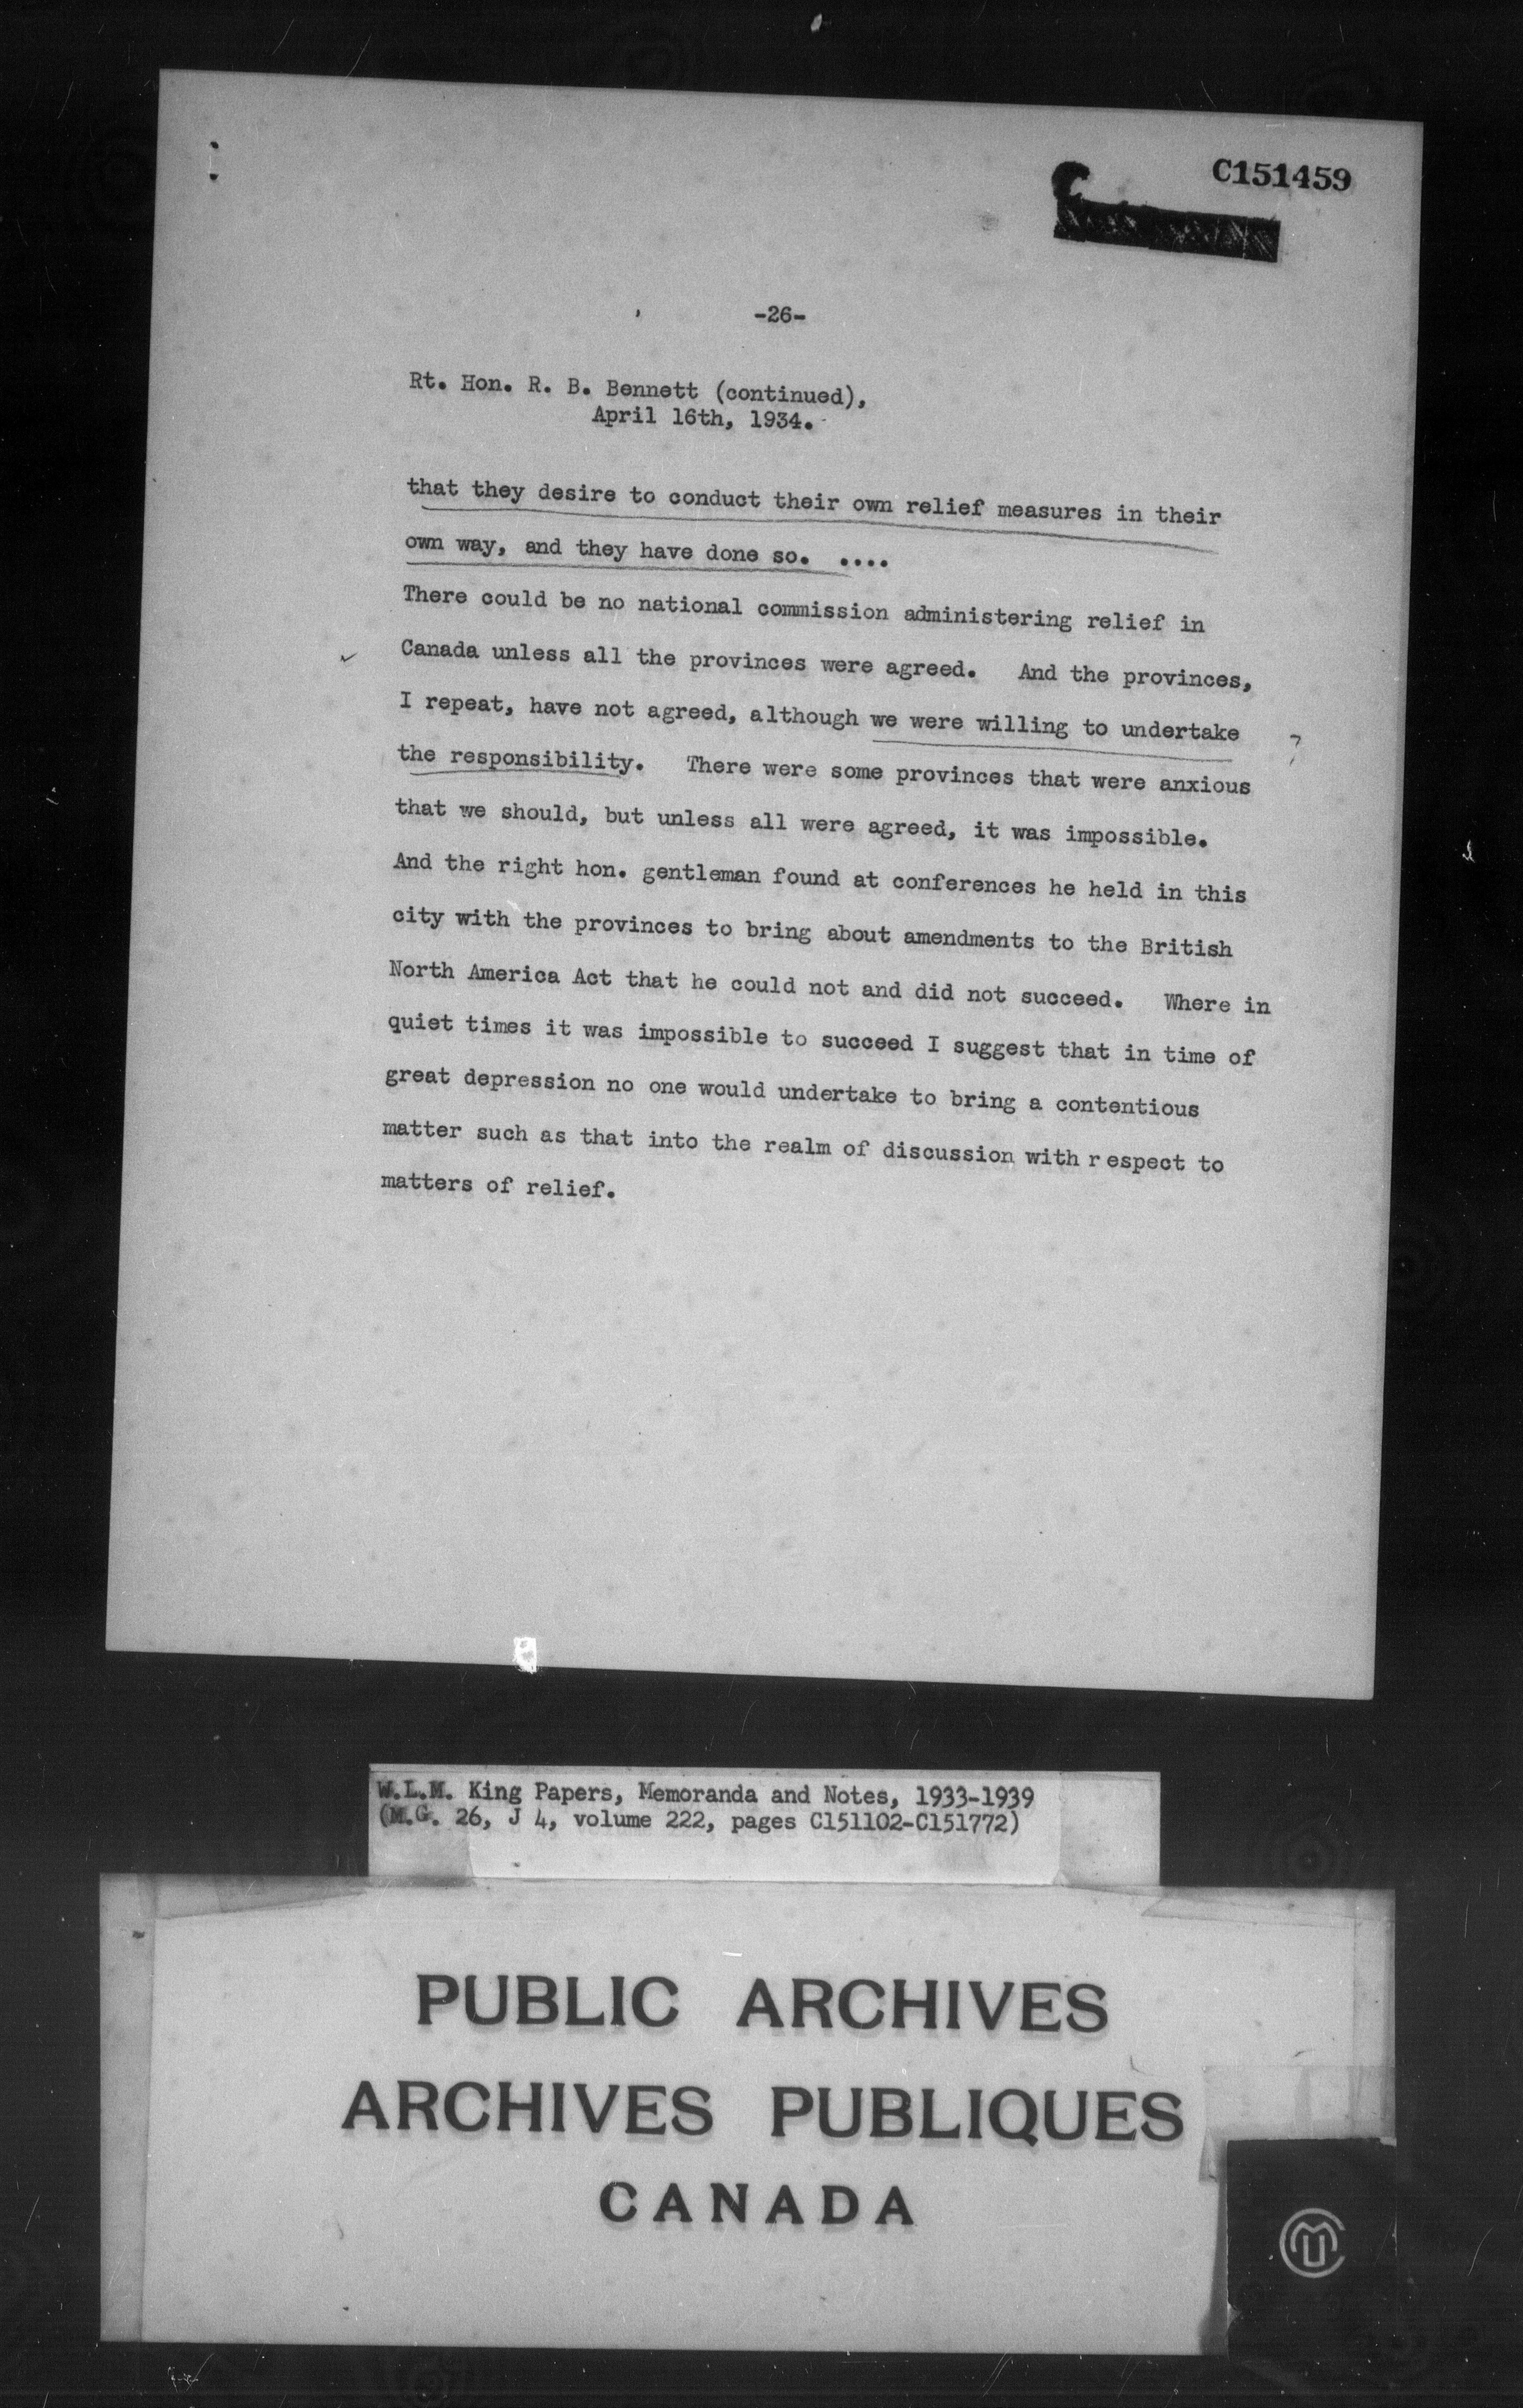 C151459
-26-
Rt. Hon. R. B. Bennett (continued),
April 16th, 1934.
that they desire to conduct their own relief measures in their
own way, and they have done so. ....
There could be no national commission administering relief in
Canada unless all the provinces were agreed. And the provinces,
I repeat, have not agreed, although we were willing to undertake ?
the responsibility. There were some provinces that were anxious
that we should, but unless all were agreed, it was impossible.
And the right hon. gentleman found at conferences he held in this
city with the provinces to bring about amendments to the British
North America Act that he could not and did not succeed. Where in
quiet times it was impossible to succeed I suggest that in time of
great depression no one would undertake to bring a contentious
matter such as that into the realm of discussion with r espect to
matters of relief.
W.L.M. King Papers, Memoranda and Notes, 1933-1939
(M.G. 26, J 4, volume 222, pages C151102-C151772)
PUBLIC ARCHIVES
ARCHIVES PUBLIQUES
CANADA